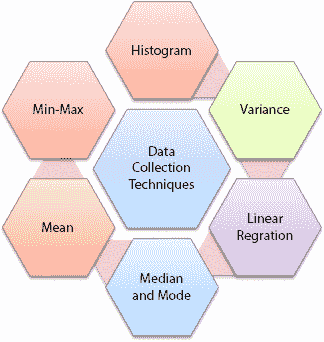 Histogram
Min-Max
Variance
Data
Collection
Techniques
Mean
Linear
Regration
Median
and Mode